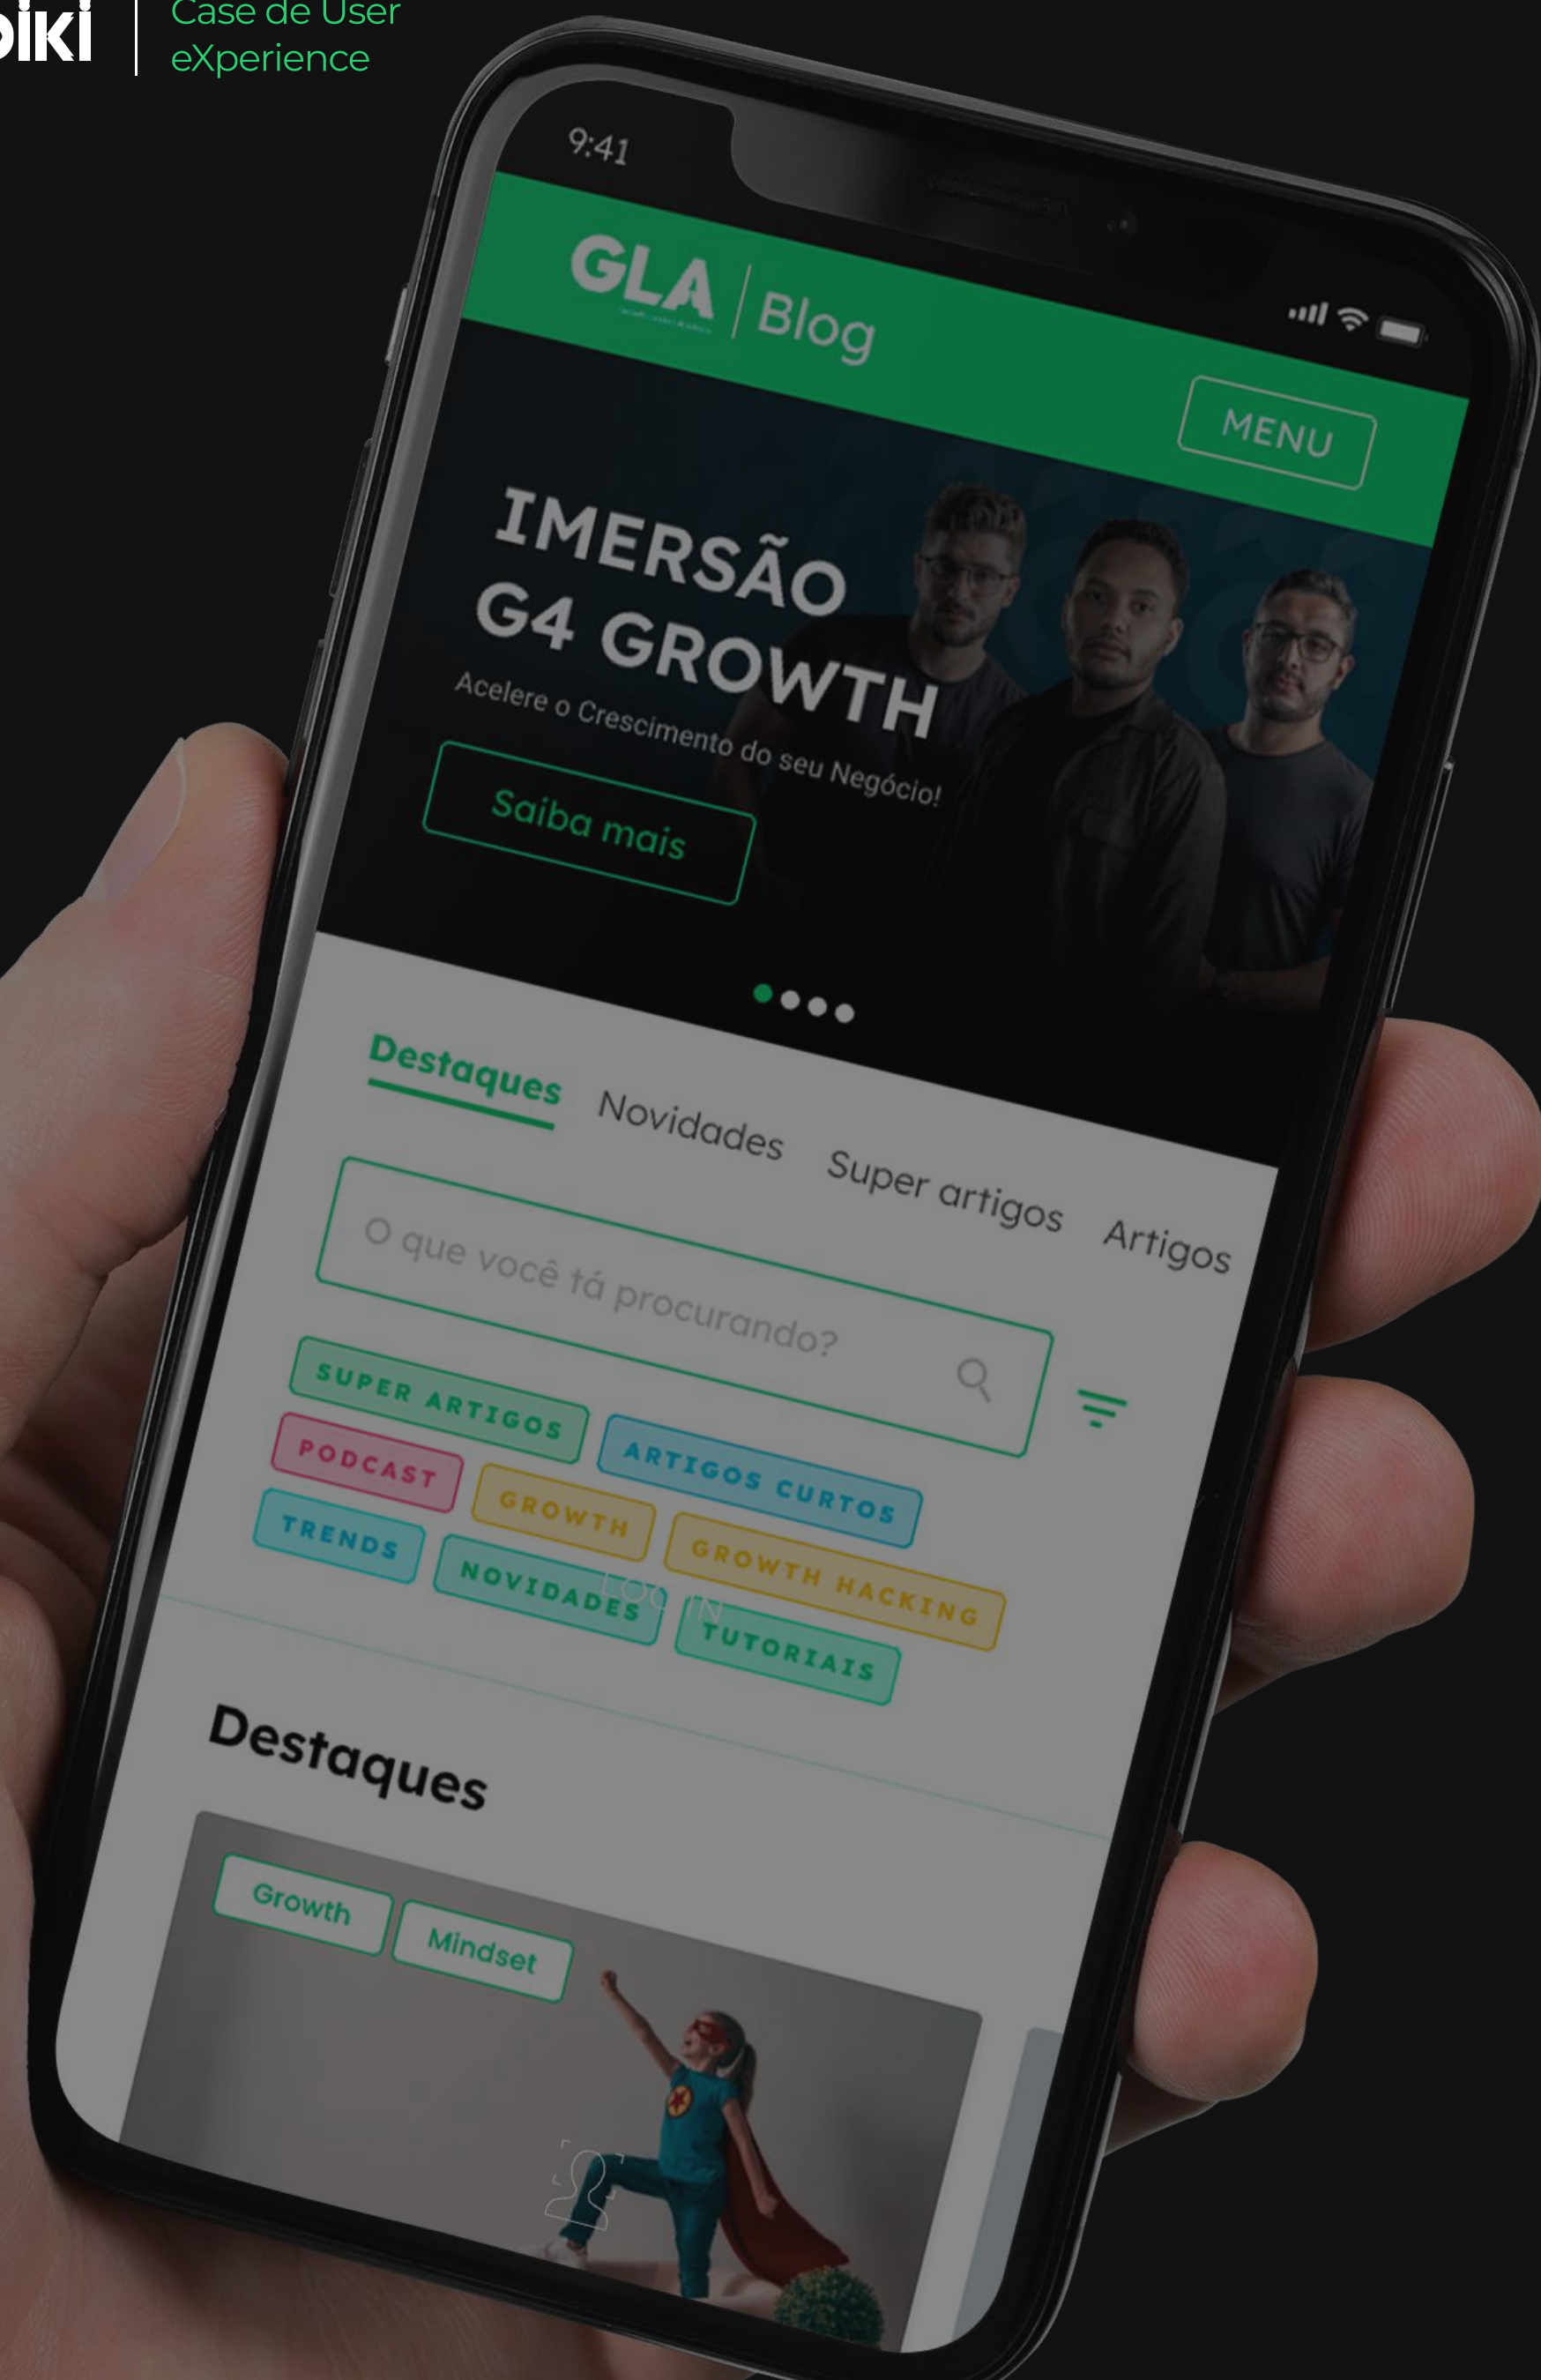 Case de User
eXperience
9:41
GLA
Blog
MENU
IMERSÃO
G4 GROWTH
Acelere o Crescimento do seu Negócio!
Saiba mais
Destaques Novidades Super artigos Artigos
O que você tá procurando?
SUPER ARTIGOS ARTIGOS CURTOS
PODCAST GROWTH GROWTH HACKING
TRENDS NOVIDADES TUTORIAIS
LOG IN
Destaques
Growth Mindset